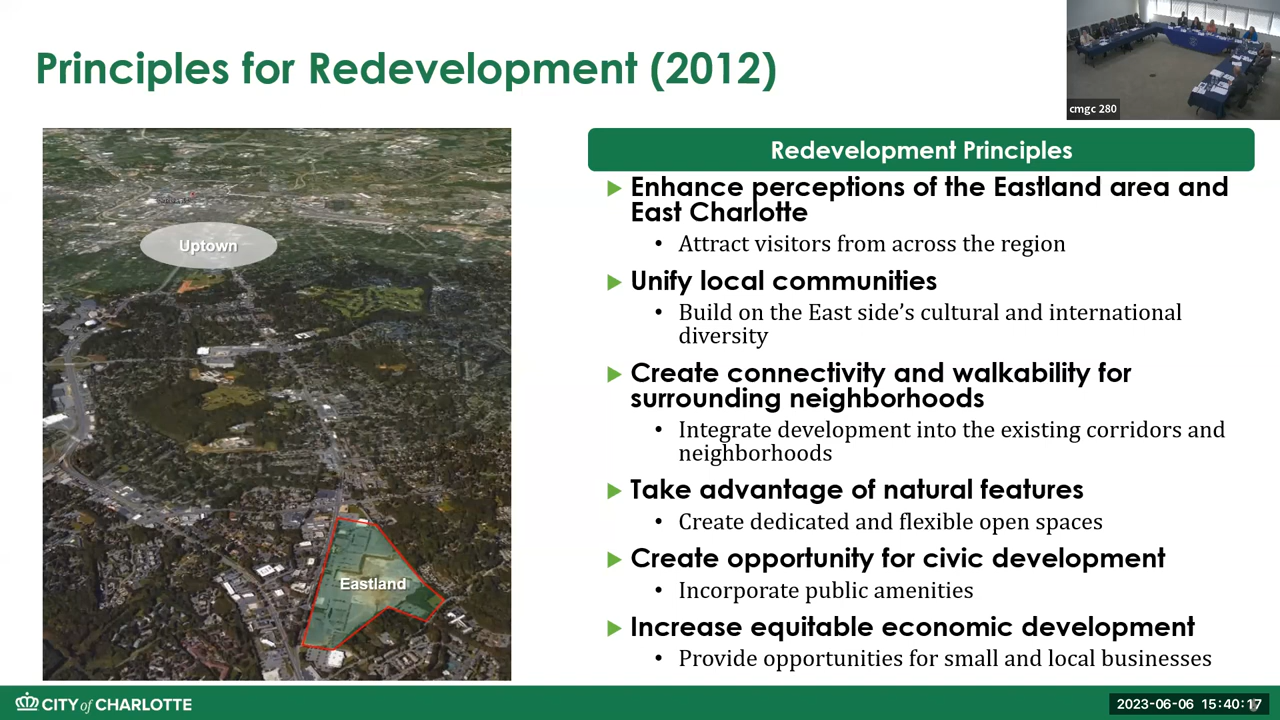 Principles for Redevelopment (2012)
cmgc 280
Uptown
Eastland
Redevelopment Principles
Enhance perceptions of the Eastland area and
East Charlotte
• Attract visitors from across the region
Unify local communities
• Build on the East side’s cultural and international
diversity
Create connectivity and walkability for
surrounding neighborhoods
• Integrate development into the existing corridors and
neighborhoods
Take advantage of natural features
• Create dedicated and flexible open spaces
Create opportunity for civic development
• Incorporate public amenities
Increase equitable economic development
• Provide opportunities for small and local businesses
CITY of CHARLOTTE
2023-06-06 15:40:17